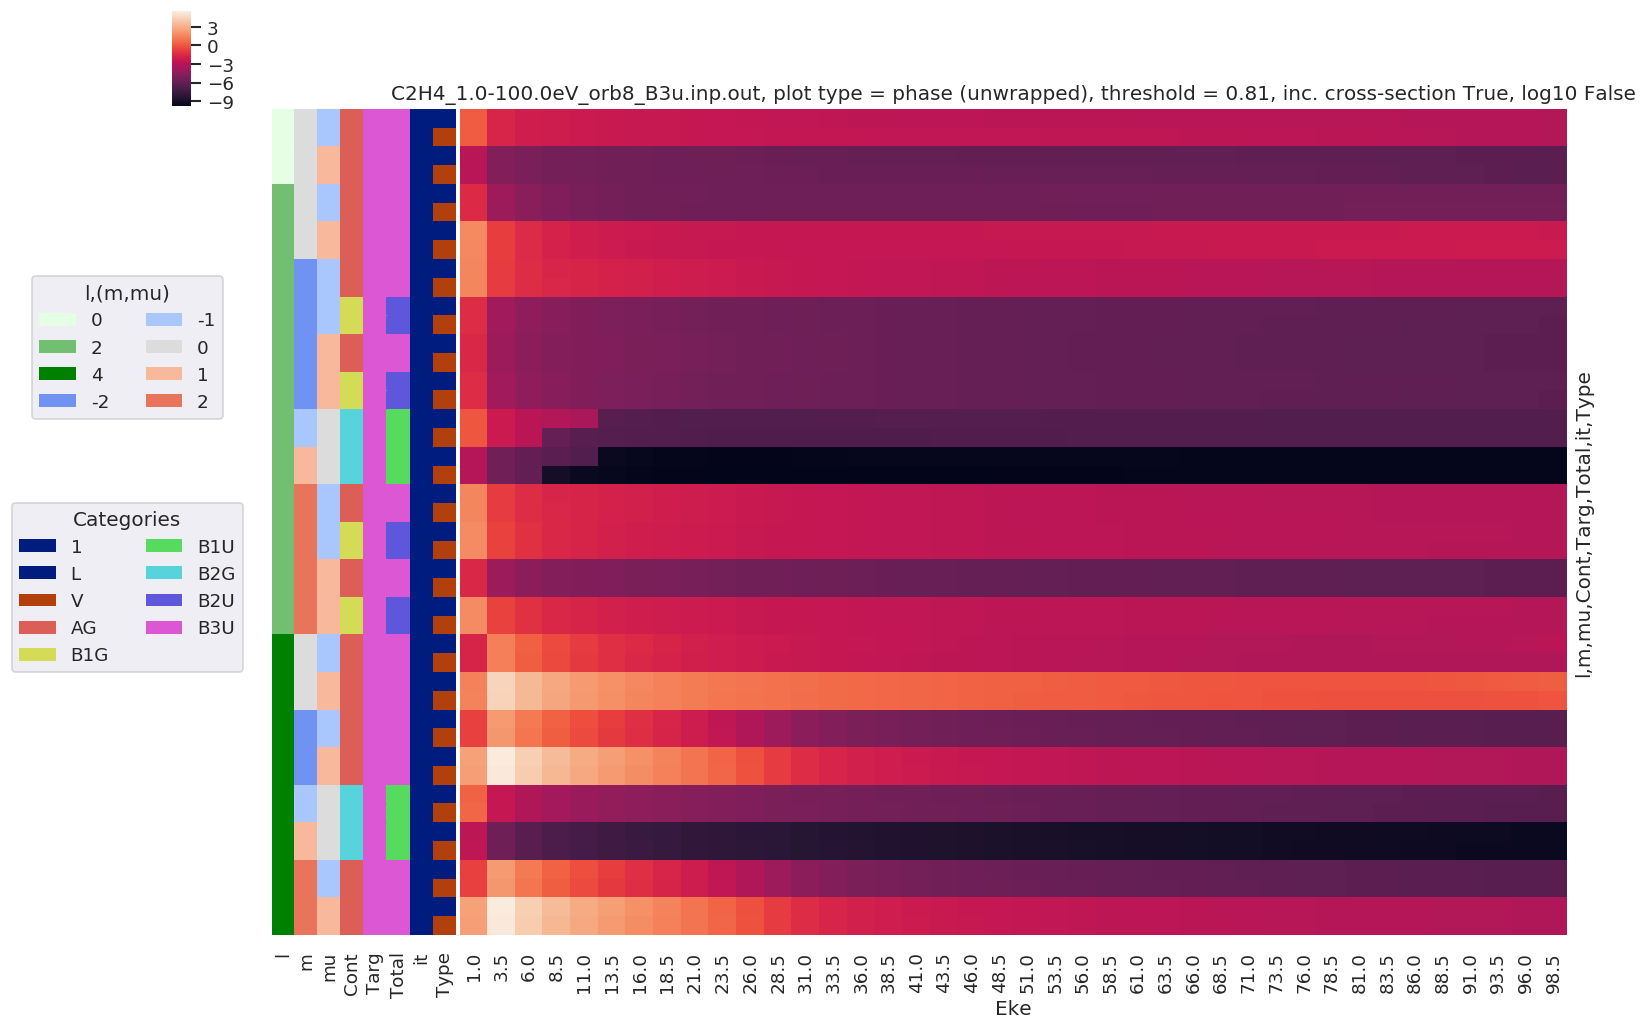 3
0
−3
−6
−9
C2H4_1.0-100.0eV_orb8_B3u.inp.out, plot type = phase (unwrapped), threshold = 0.81, inc. cross-section True, log10 False
l,(m,mu)
0 -1
2 0
4 1
-2 2
Categories
1 B1U
L B2G
V B2U
AG B3U
B1G
l,m,mu,Cont,Targ,Total,it,Type
l m mu Cont Targ Total it Type
1.0 3.5 6.0 8.5 11.0 13.5 16.0 18.5 21.0 23.5 26.0 28.5 31.0 33.5 36.0 38.5 41.0 43.5 46.0 48.5 51.0 53.5 56.0 58.5 61.0 63.5 66.0 68.5 71.0 73.5 76.0 78.5 81.0 83.5 86.0 88.5 91.0 93.5 96.0 98.5
Eke